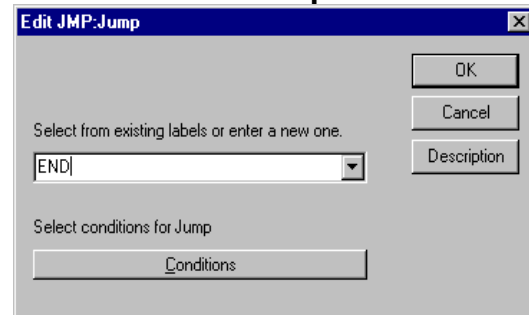 Edit JMP:Jump
OK
Cancel
Select from existing labels or enter a new one.
END
Description
Select conditions for Jump
Conditions